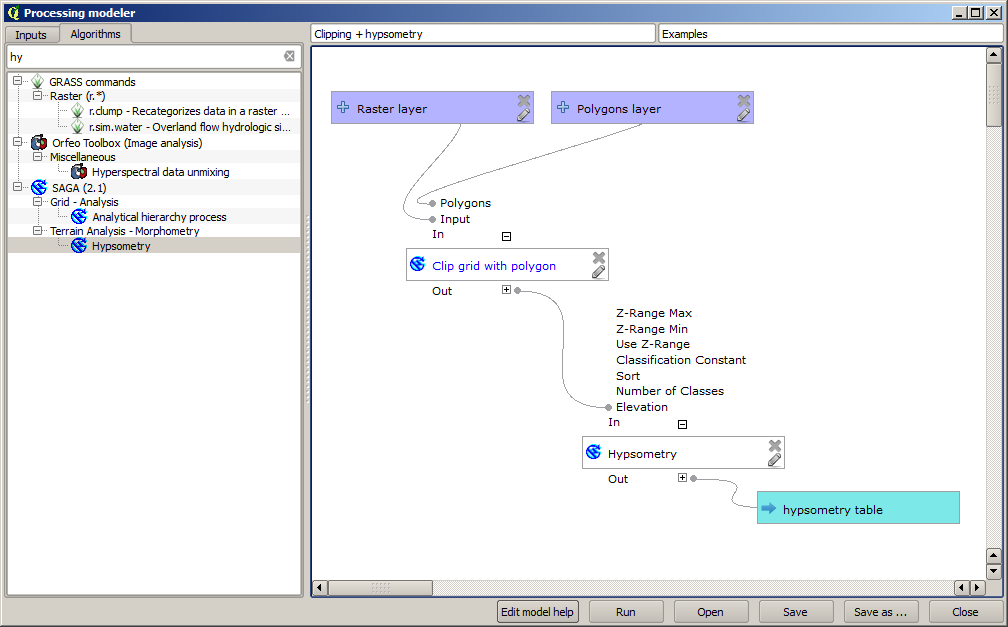 Processing modeler
Inputs
Algorithms
Clipping + hypsometry
Examples
hy
GRASS commands
Raster (r.*)
r.clump - Recategorizes data in a raster ...
r.sim.water - Overland flow hydrologic si...
Orfeo Toolbox (Image analysis)
Miscellaneous
Hyperspectral data unmixing
SAGA (2.1)
Grid - Analysis
Analytical hierarchy process
Terrain Analysis - Morphometry
Hypsometry
Raster layer
Polygons layer
Polygons
Input
In
Clip grid with polygon
Out
Z-Range Max
Z-Range Min
Use Z-Range
Classification Constant
Sort
Number of Classes
Elevation
In
Hypsometry
Out
hypsometry table
Edit model help
Run
Open
Save
Save as ...
Close